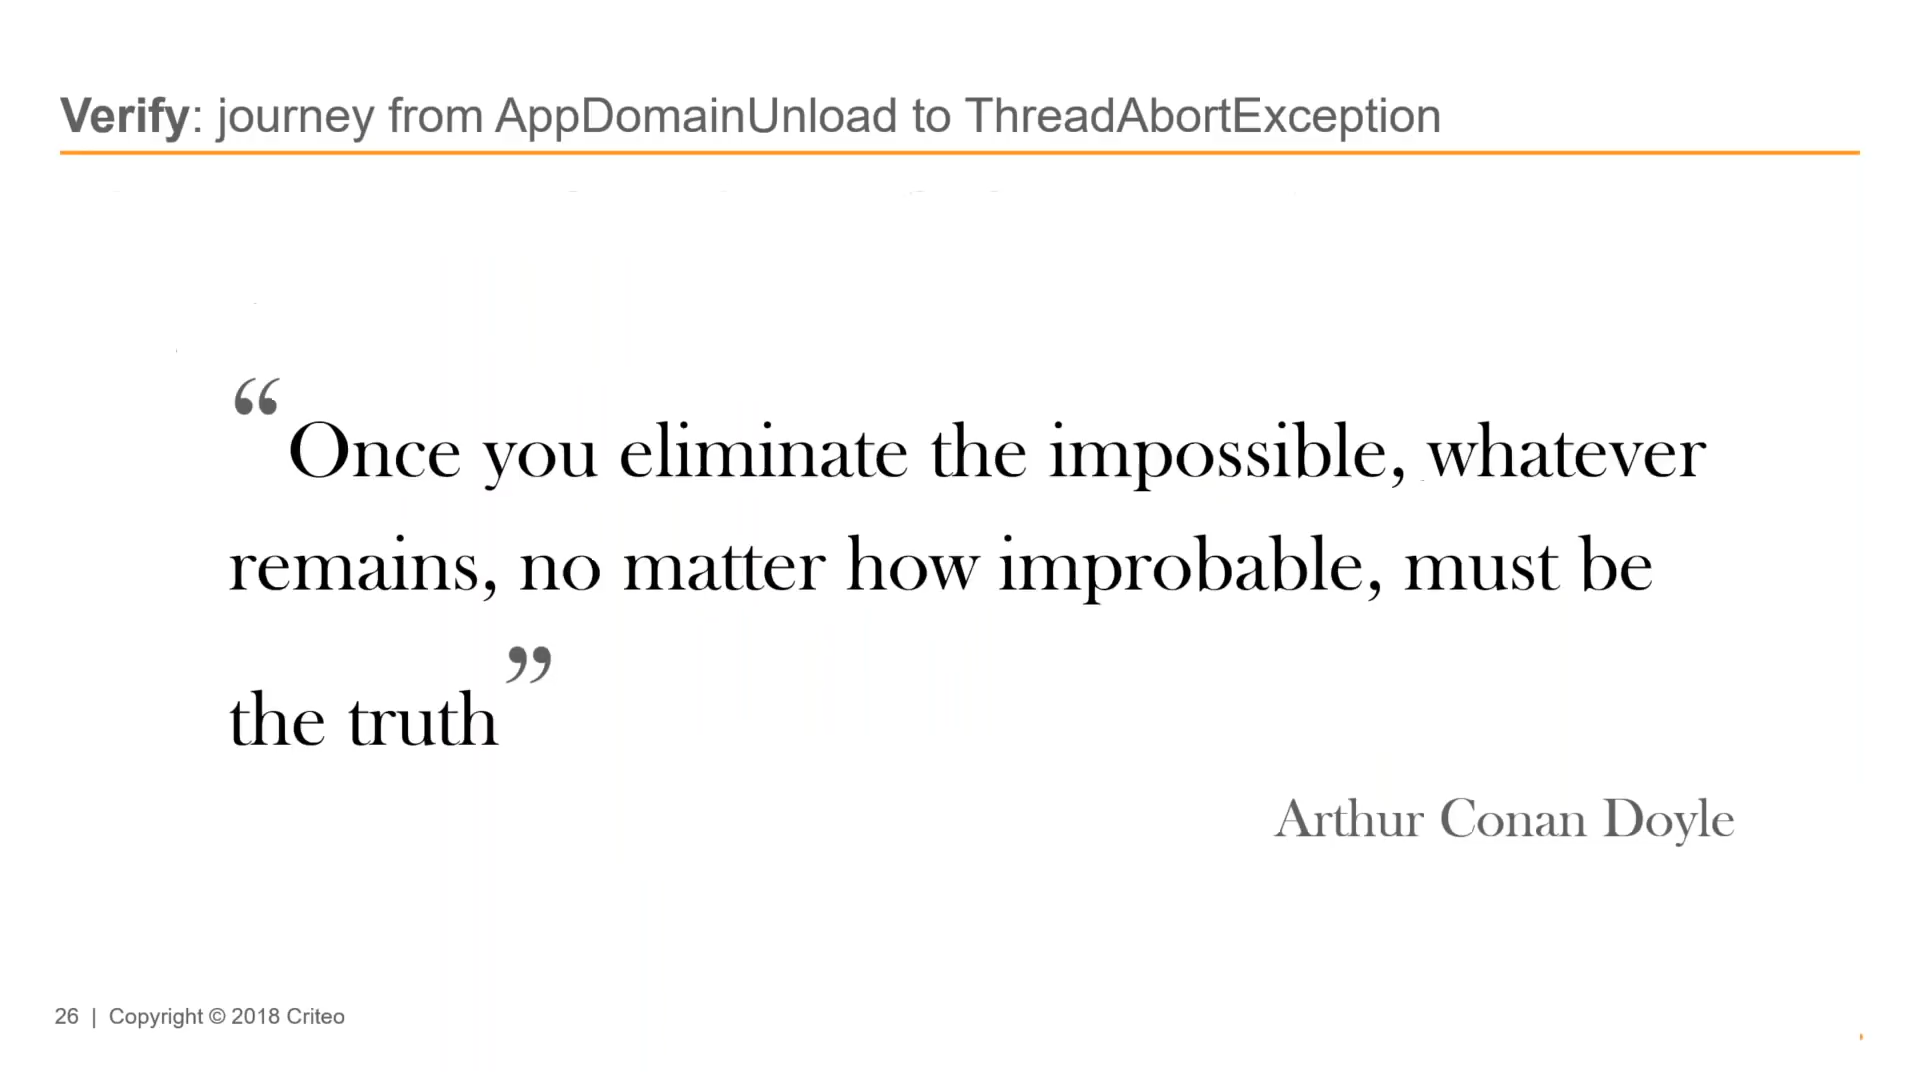 Verify: journey from AppDomainUnload to ThreadAbortException
“Once you eliminate the impossible, whatever
remains, no matter how improbable, must be
the truth”
Arthur Conan Doyle
26 | Copyright © 2018 Criteo